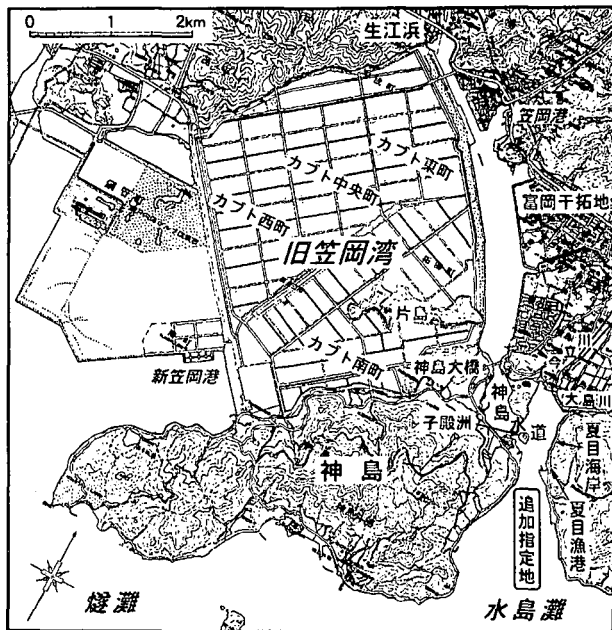 0 1 2km
生江浜
笠岡港
カブト東町
カブト中央町
カブト西町
富岡干拓地
旧笠岡湾
片島
カブト南町
神島大橋
新笠岡港
神島水道
大島川
子殿洲
神島
夏目海岸
夏目漁港
追加指定地
燧灘
水島灘